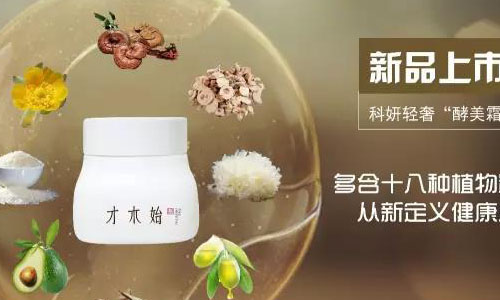 新品上市
科妍轻奢“酵美霜
多含十八种植物
从新定义健康
才木始